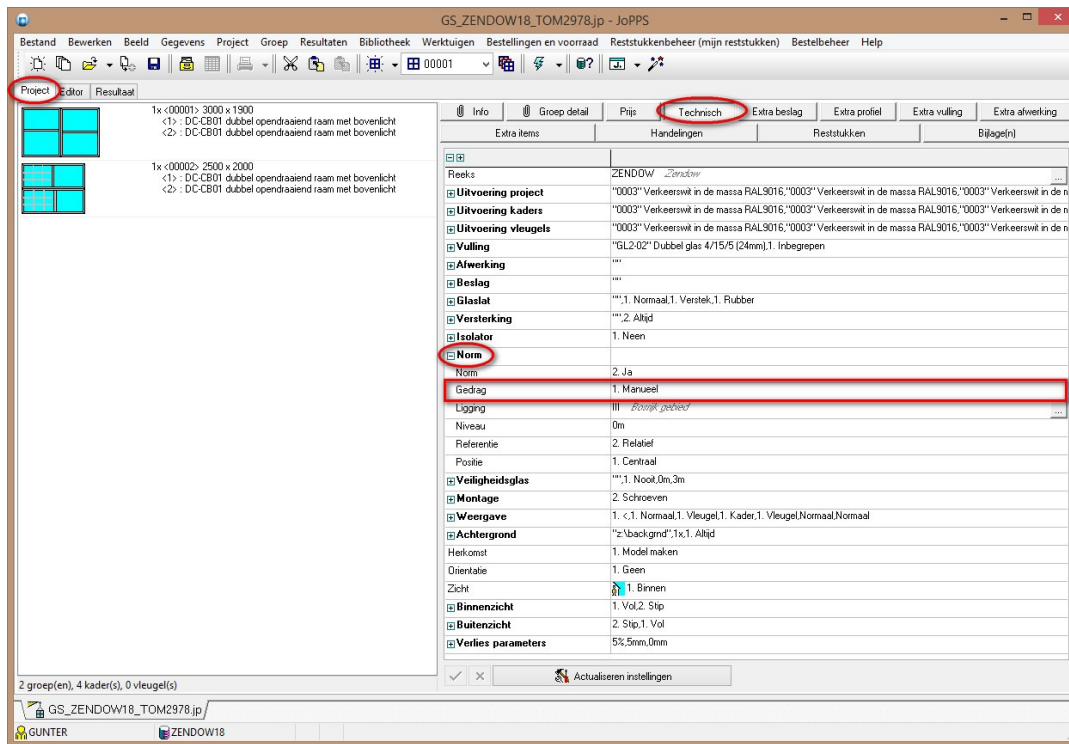 GS_ZENDOW18_TOM2978.jp - JoPPS
Bestand Bewerken Beeld Gegevens Project Groep Resultaten Bibliotheek Werktuigen Bestellingen en voorraad Reststukkenbeheer (mijn reststukken) Bestelbeheer Help
00001
Project Editor Resultaat
1x <00001> 3000 x 1900
<1> : DC-CB01 dubbel opendraaiend raam met bovenlicht
<2> : DC-CB01 dubbel opendraaiend raam met bovenlicht
1x <00002> 2500 x 2000
<1> : DC-CB01 dubbel opendraaiend raam met bovenlicht
<2> : DC-CB01 dubbel opendraaiend raam met bovenlicht
Info Groep detail Prijs Technisch Extra beslag Extra profiel Extra vulling Extra afwerking
Extra items Handelingen Reststukken Bijlage(n)
Reeks ZENDOW Zendow ...
Uitvoering project "0003" Verkeerswit in de massa RAL9016,"0003" Verkeerswit in de massa RAL9016,"0003" Verkeerswit in de n
Uitvoering kaders "0003" Verkeerswit in de massa RAL9016,"0003" Verkeerswit in de massa RAL9016,"0003" Verkeerswit in de n
Uitvoering vleugels "0003" Verkeerswit in de massa RAL9016,"0003" Verkeerswit in de massa RAL9016,"0003" Verkeerswit in de n
Vulling "GL2-02" Dubbel glas 4/15/5 (24mm),1. Inbegrepen
Afwerking ""
Beslag ""
Glaslat "",1. Normaal,1. Verstek,1. Rubber
Versterking "",2. Altijd
Isolator 1. Neen
Norm
Norm 2. Ja
Gedrag 1. Manueel
Ligging III Bosrijk gebied ...
Niveau 0m
Referentie 2. Relatief
Positie 1. Centraal
Veiligheidsglas "",1. Nooit,0m,3m
Montage 2. Schroeven
Weergave 1. <,1. Normaal,1. Vleugel,1. Kader,1. Vleugel,Normaal,Normaal
Achtergrond "z:\backgrnd",1x,1. Altijd
Herkomst 1. Model maken
Orientatie 1. Geen
Zicht 1. Binnen
Binnenzicht 1. Vol,2. Stip
Buitenzicht 2. Stip,1. Vol
Verlies parameters 5%,5mm,0mm
Actualiseren instellingen
2 groep(en), 4 kader(s), 0 vleugel(s)
GS_ZENDOW18_TOM2978.jp
GUNTER ZENDOW18